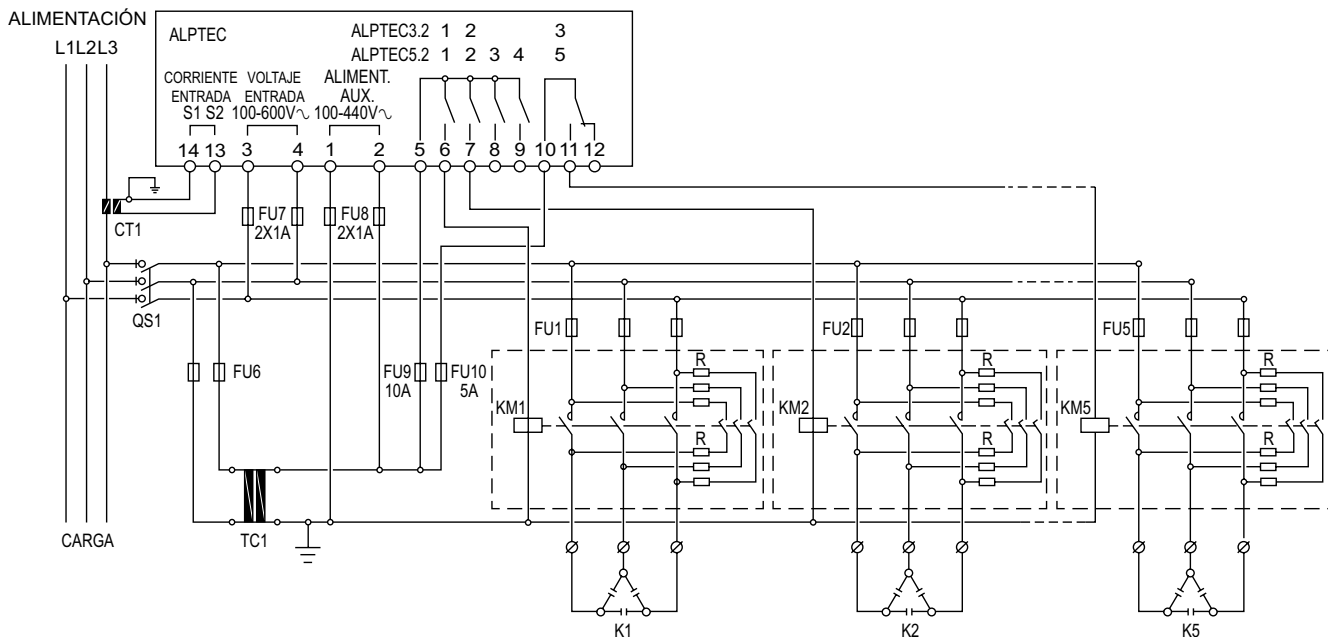 ALIMENTACIÓN
L1 L2 L3
ALPTEC
ALPTEC3.2 1 2 3
ALPTEC5.2 1 2 3 4 5
CORRIENTE ENTRADA
S1 S2
VOLTAJE ENTRADA
100-600V∿
ALIMENT. AUX.
100-440V∿
14 13 3 4 1 2 5 6 7 8 9 10 11 12
CT1
FU7
2X1A
FU8
2X1A
QS1
FU6
FU9
10A
FU10
5A
FU1
FU2
FU5
R
R
R
KM1
KM2
KM5
R
R
R
CARGA
TC1
K1
K2
K5